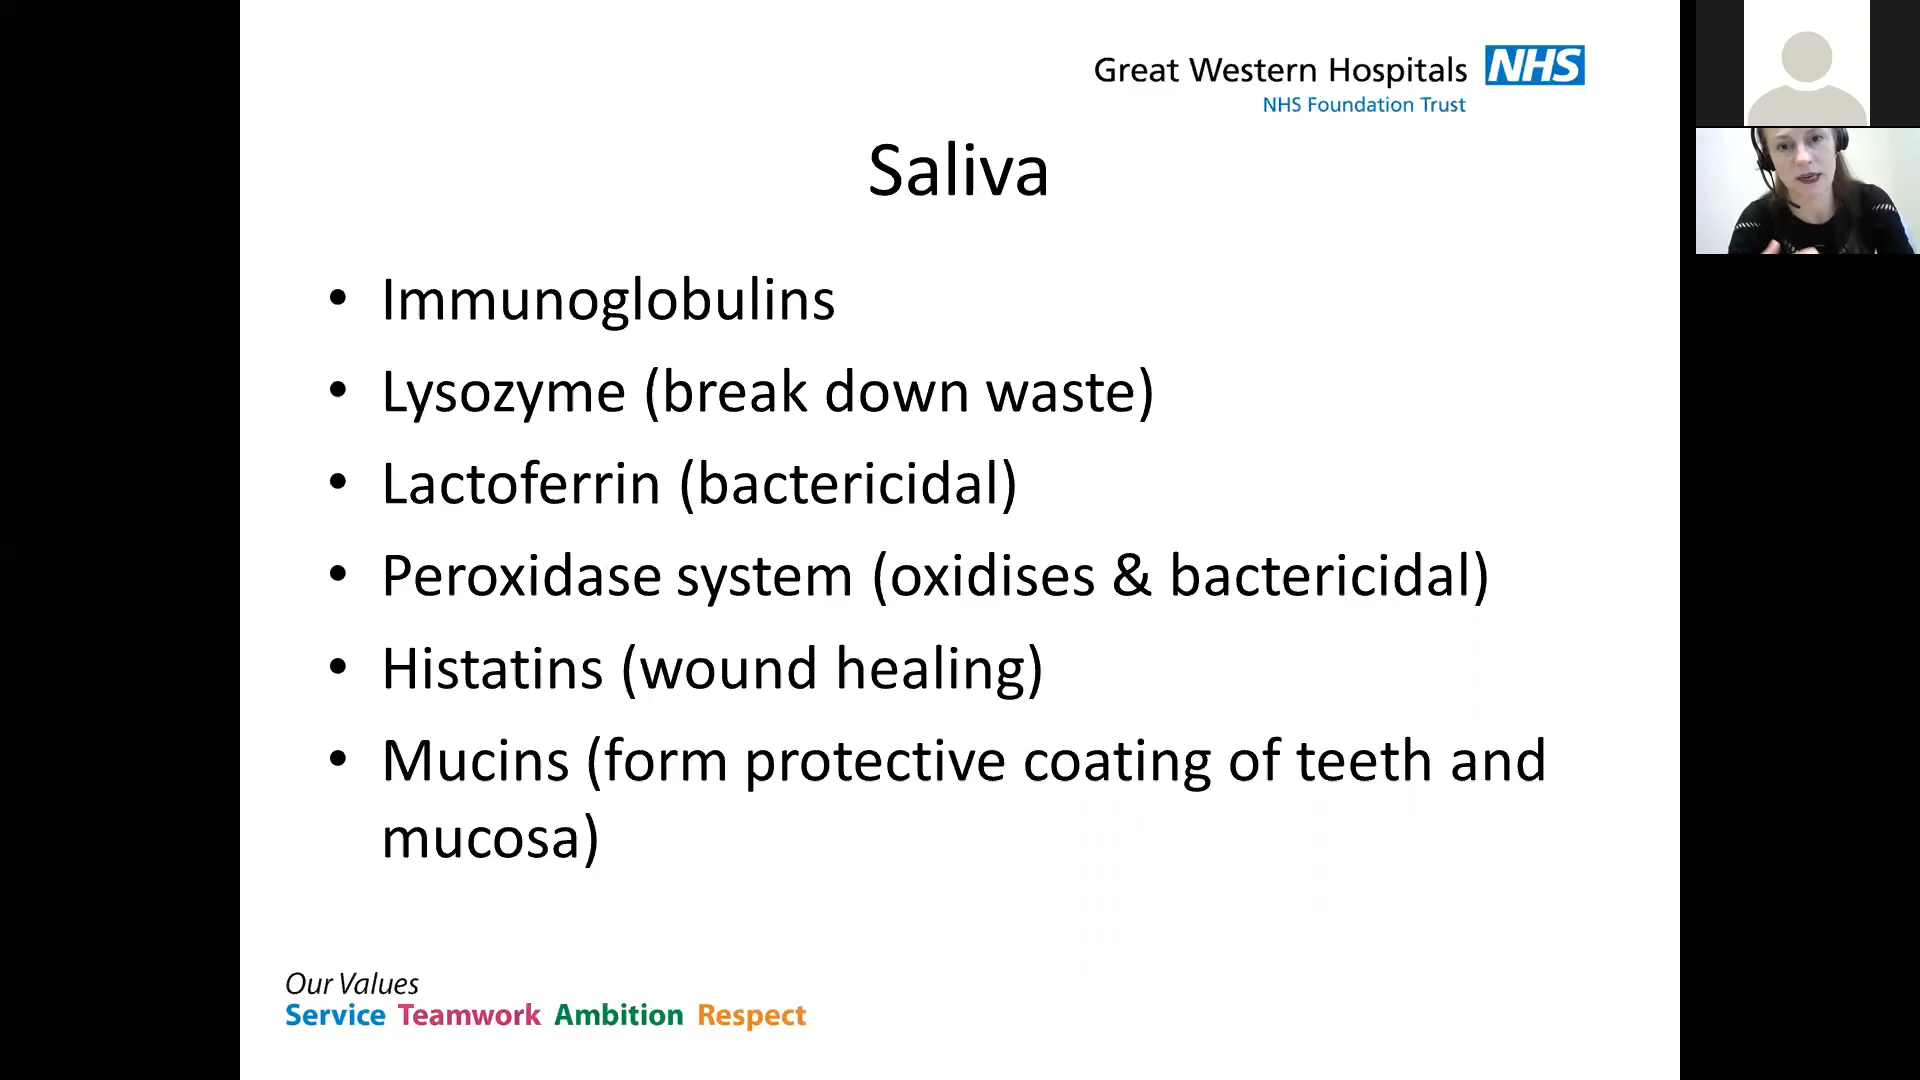 Great Western Hospitals NHS
NHS Foundation Trust
Saliva
• Immunoglobulins
• Lysozyme (break down waste)
• Lactoferrin (bactericidal)
• Peroxidase system (oxidises & bactericidal)
• Histatins (wound healing)
• Mucins (form protective coating of teeth and
mucosa)
Our Values
Service Teamwork Ambition Respect